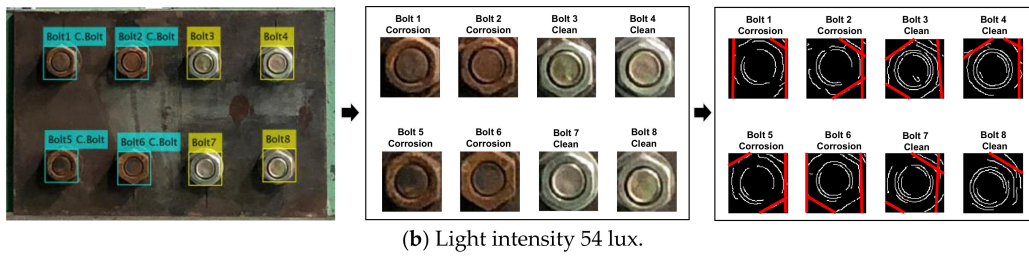 Bolt1 C.Bolt Bolt2 C.Bolt Bolt3 Bolt4
Bolt5 C.Bolt Bolt6 C.Bolt Bolt7 Bolt8
Bolt 1 Bolt 2 Bolt 3 Bolt 4
Corrosion Corrosion Clean Clean
Bolt 5 Bolt 6 Bolt 7 Bolt 8
Corrosion Corrosion Clean Clean
Bolt 1 Bolt 2 Bolt 3 Bolt 4
Corrosion Corrosion Clean Clean
Bolt 5 Bolt 6 Bolt 7 Bolt 8
Corrosion Corrosion Clean Clean
(b) Light intensity 54 lux.